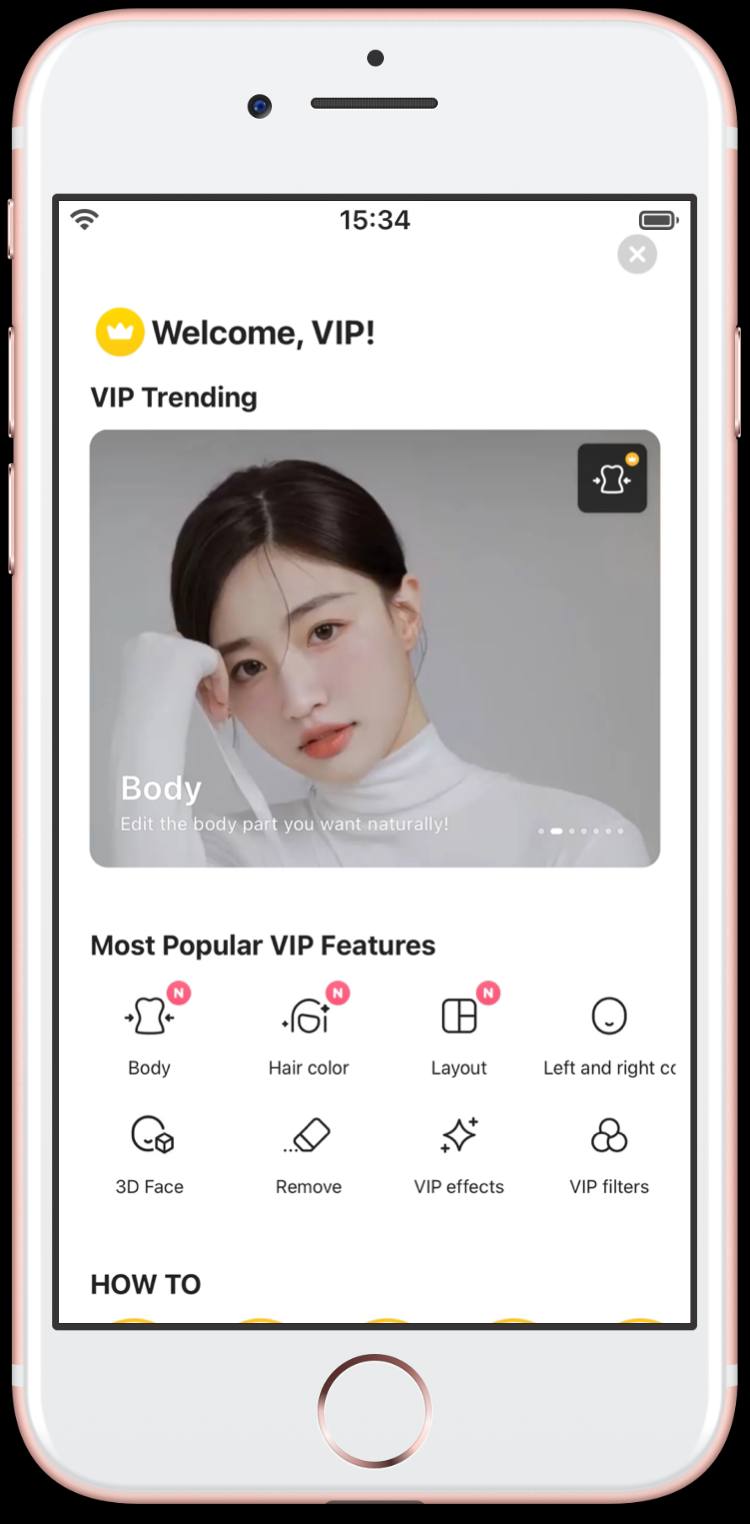 15:34
Welcome, VIP!
VIP Trending
Body
Edit the body part you want naturally!
Most Popular VIP Features
N
N
N
Body
Hair color
Layout
Left and right cc
3D Face
Remove
VIP effects
VIP filters
HOW TO